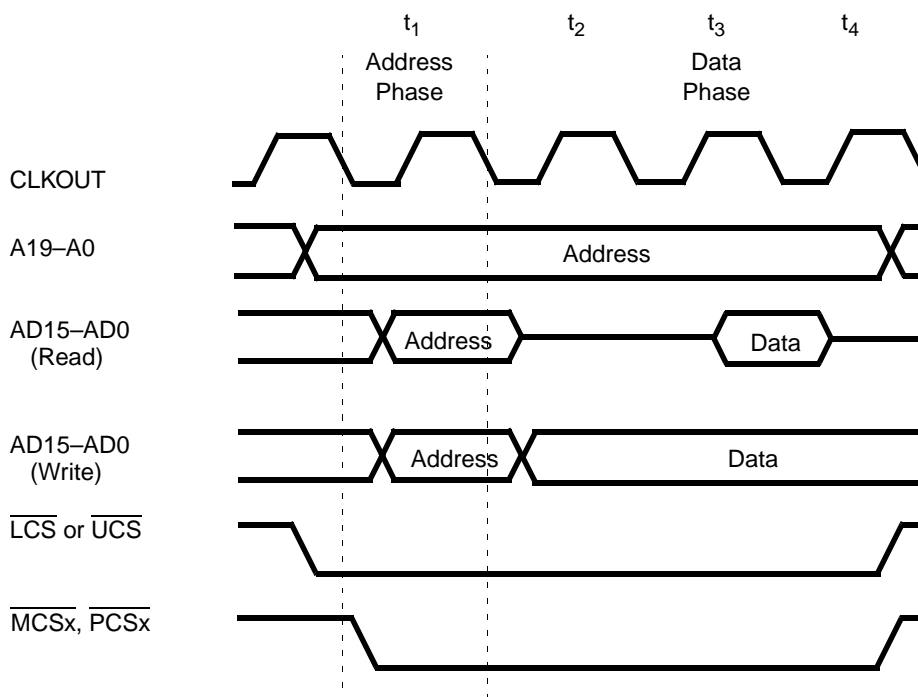 t1 t2 t3 t4
Address Phase
Data Phase
CLKOUT
A19–A0
Address
AD15–AD0 (Read)
Address
Data
AD15–AD0 (Write)
Address
Data
LCS or UCS
MCSx, PCSx